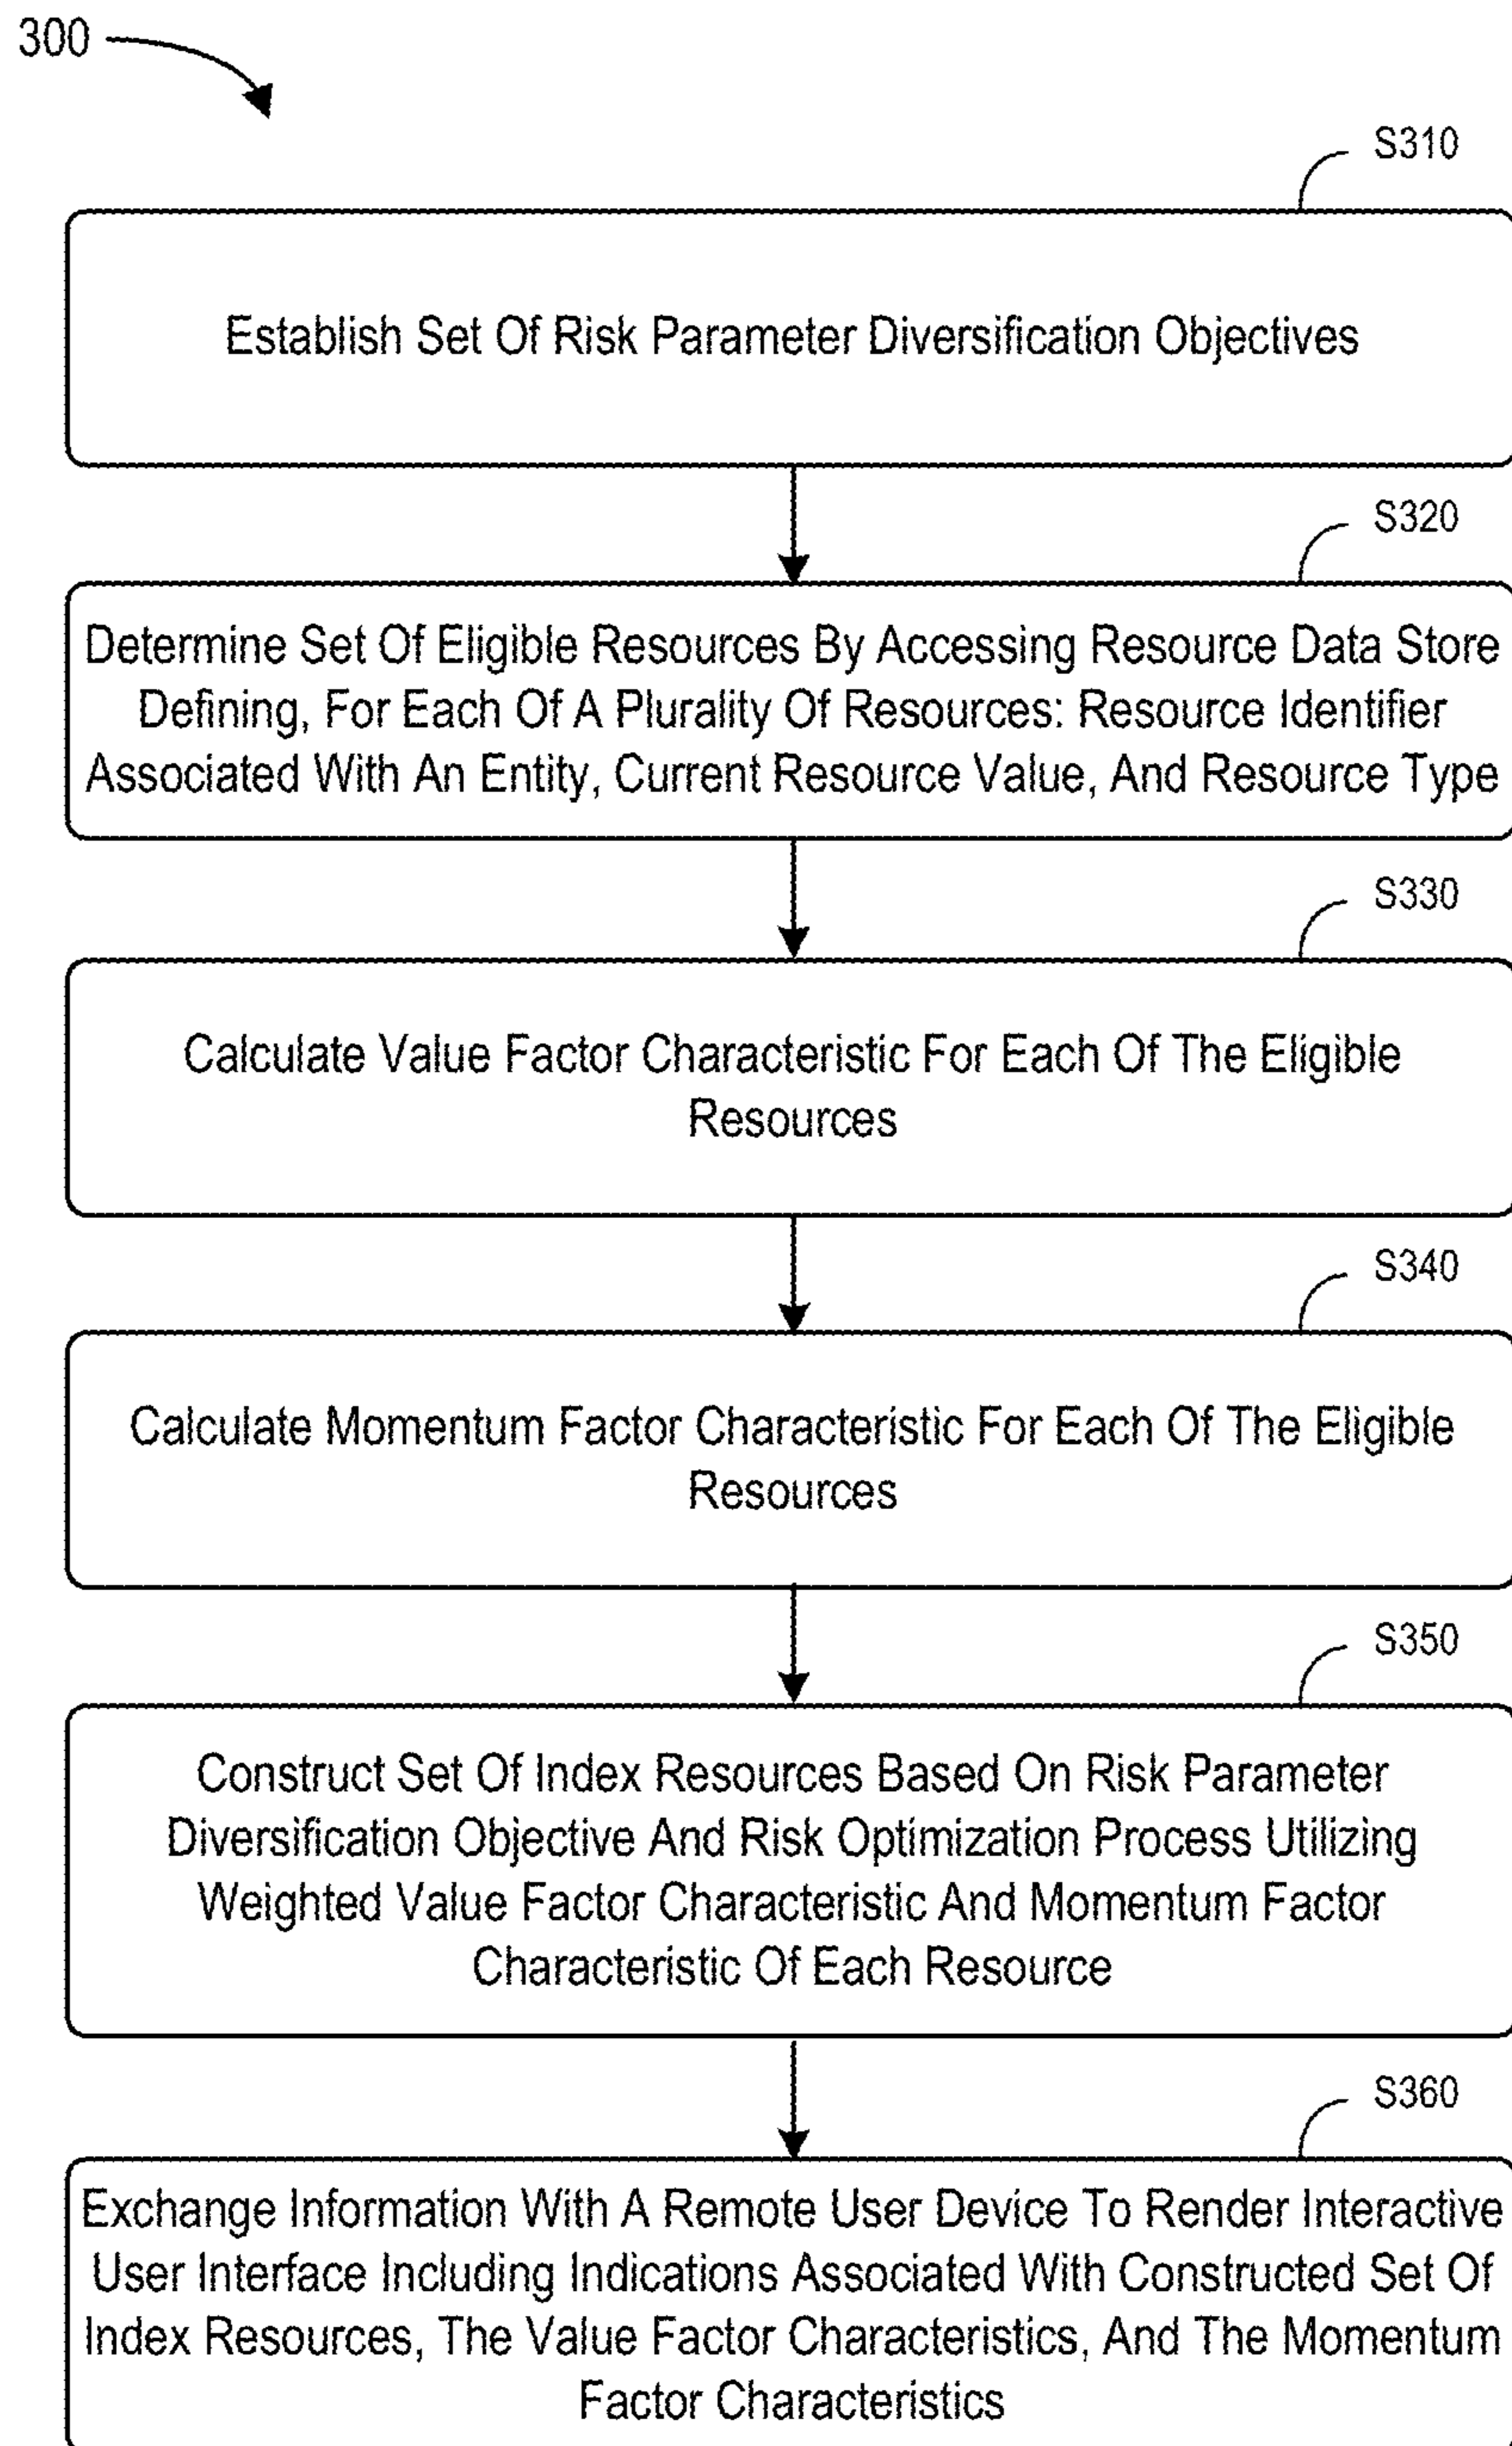 300
S310
Establish Set Of Risk Parameter Diversification Objectives
S320
Determine Set Of Eligible Resources By Accessing Resource Data Store
Defining, For Each Of A Plurality Of Resources: Resource Identifier
Associated With An Entity, Current Resource Value, And Resource Type
S330
Calculate Value Factor Characteristic For Each Of The Eligible
Resources
S340
Calculate Momentum Factor Characteristic For Each Of The Eligible
Resources
S350
Construct Set Of Index Resources Based On Risk Parameter
Diversification Objective And Risk Optimization Process Utilizing
Weighted Value Factor Characteristic And Momentum Factor
Characteristic Of Each Resource
S360
Exchange Information With A Remote User Device To Render Interactive
User Interface Including Indications Associated With Constructed Set Of
Index Resources, The Value Factor Characteristics, And The Momentum
Factor Characteristics